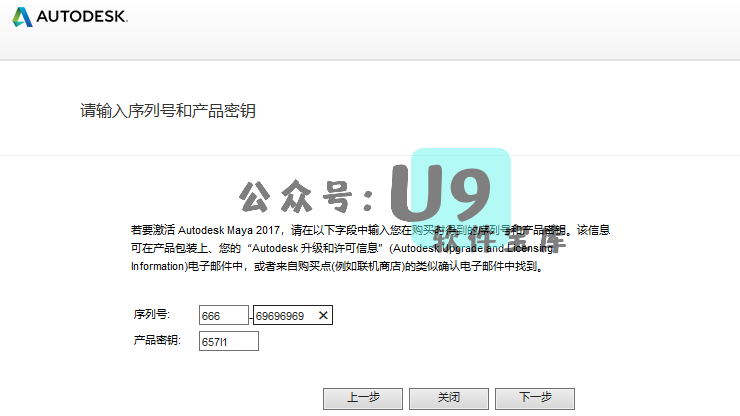 AUTODESK.
请输入序列号和产品密钥
公众号:U9
软件宝库
若要激活 Autodesk Maya 2017，请在以下字段中输入您在购买时得到的序列号和产品密钥。该信息
可在产品包装上、您的“Autodesk 升级和许可信息”(Autodesk Upgrade and Licensing
Information)电子邮件中，或者来自购买点(例如联机商店)的类似确认电子邮件中找到。
序列号: 666 - 69696969 ✕
产品密钥: 657I1
上一步 关闭 下一步